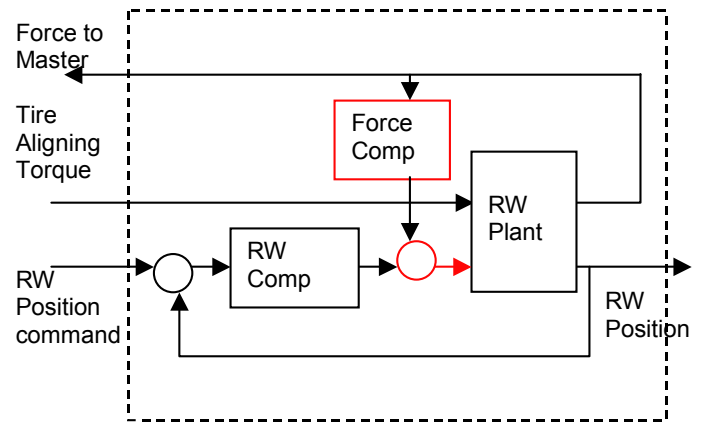 Force to
Master
Tire
Aligning
Torque
Force
Comp
RW
Plant
RW
Comp
RW
Position
command
RW
Position